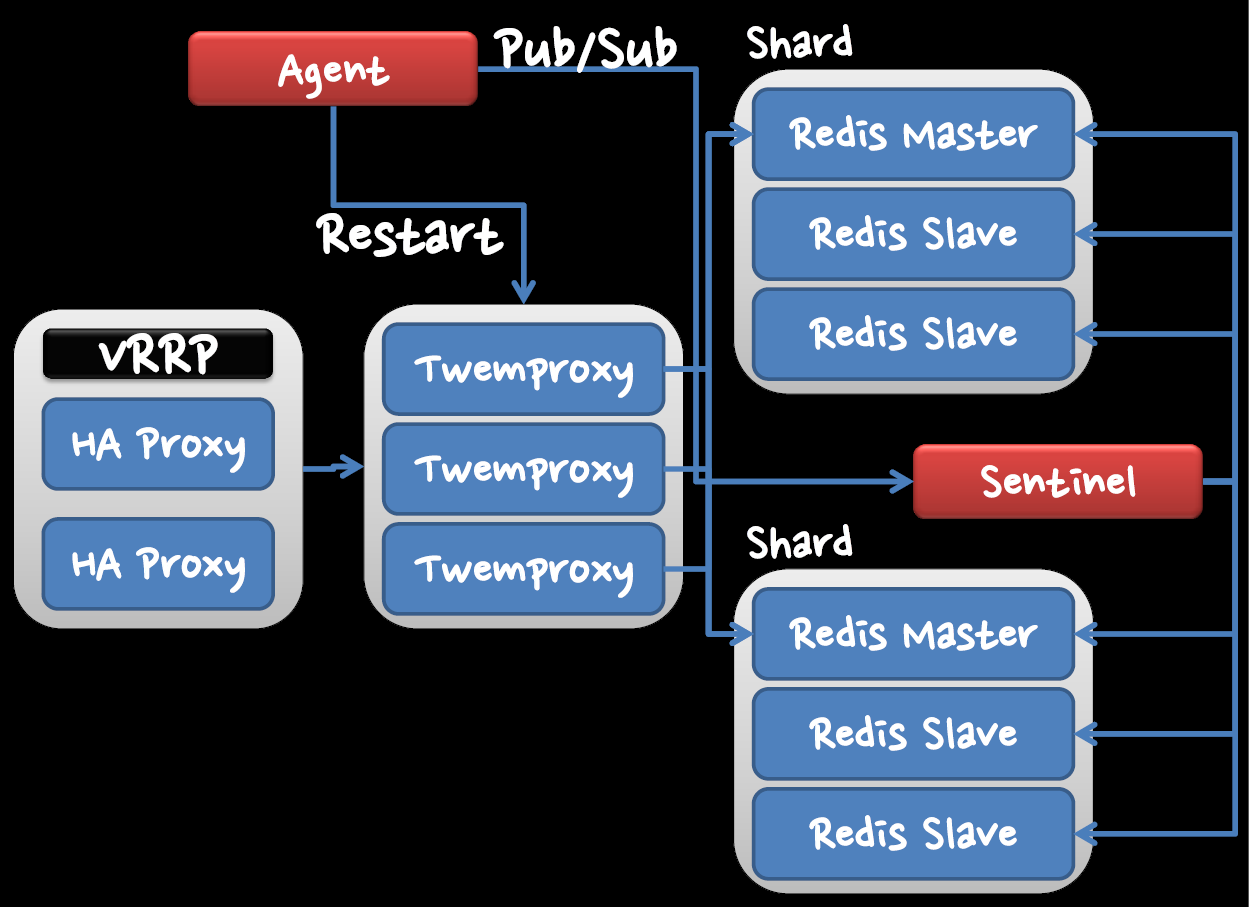 Agent
Pub/Sub
Restart
VRRP
HA Proxy
HA Proxy
Twemproxy
Twemproxy
Twemproxy
Shard
Redis Master
Redis Slave
Redis Slave
Sentinel
Shard
Redis Master
Redis Slave
Redis Slave